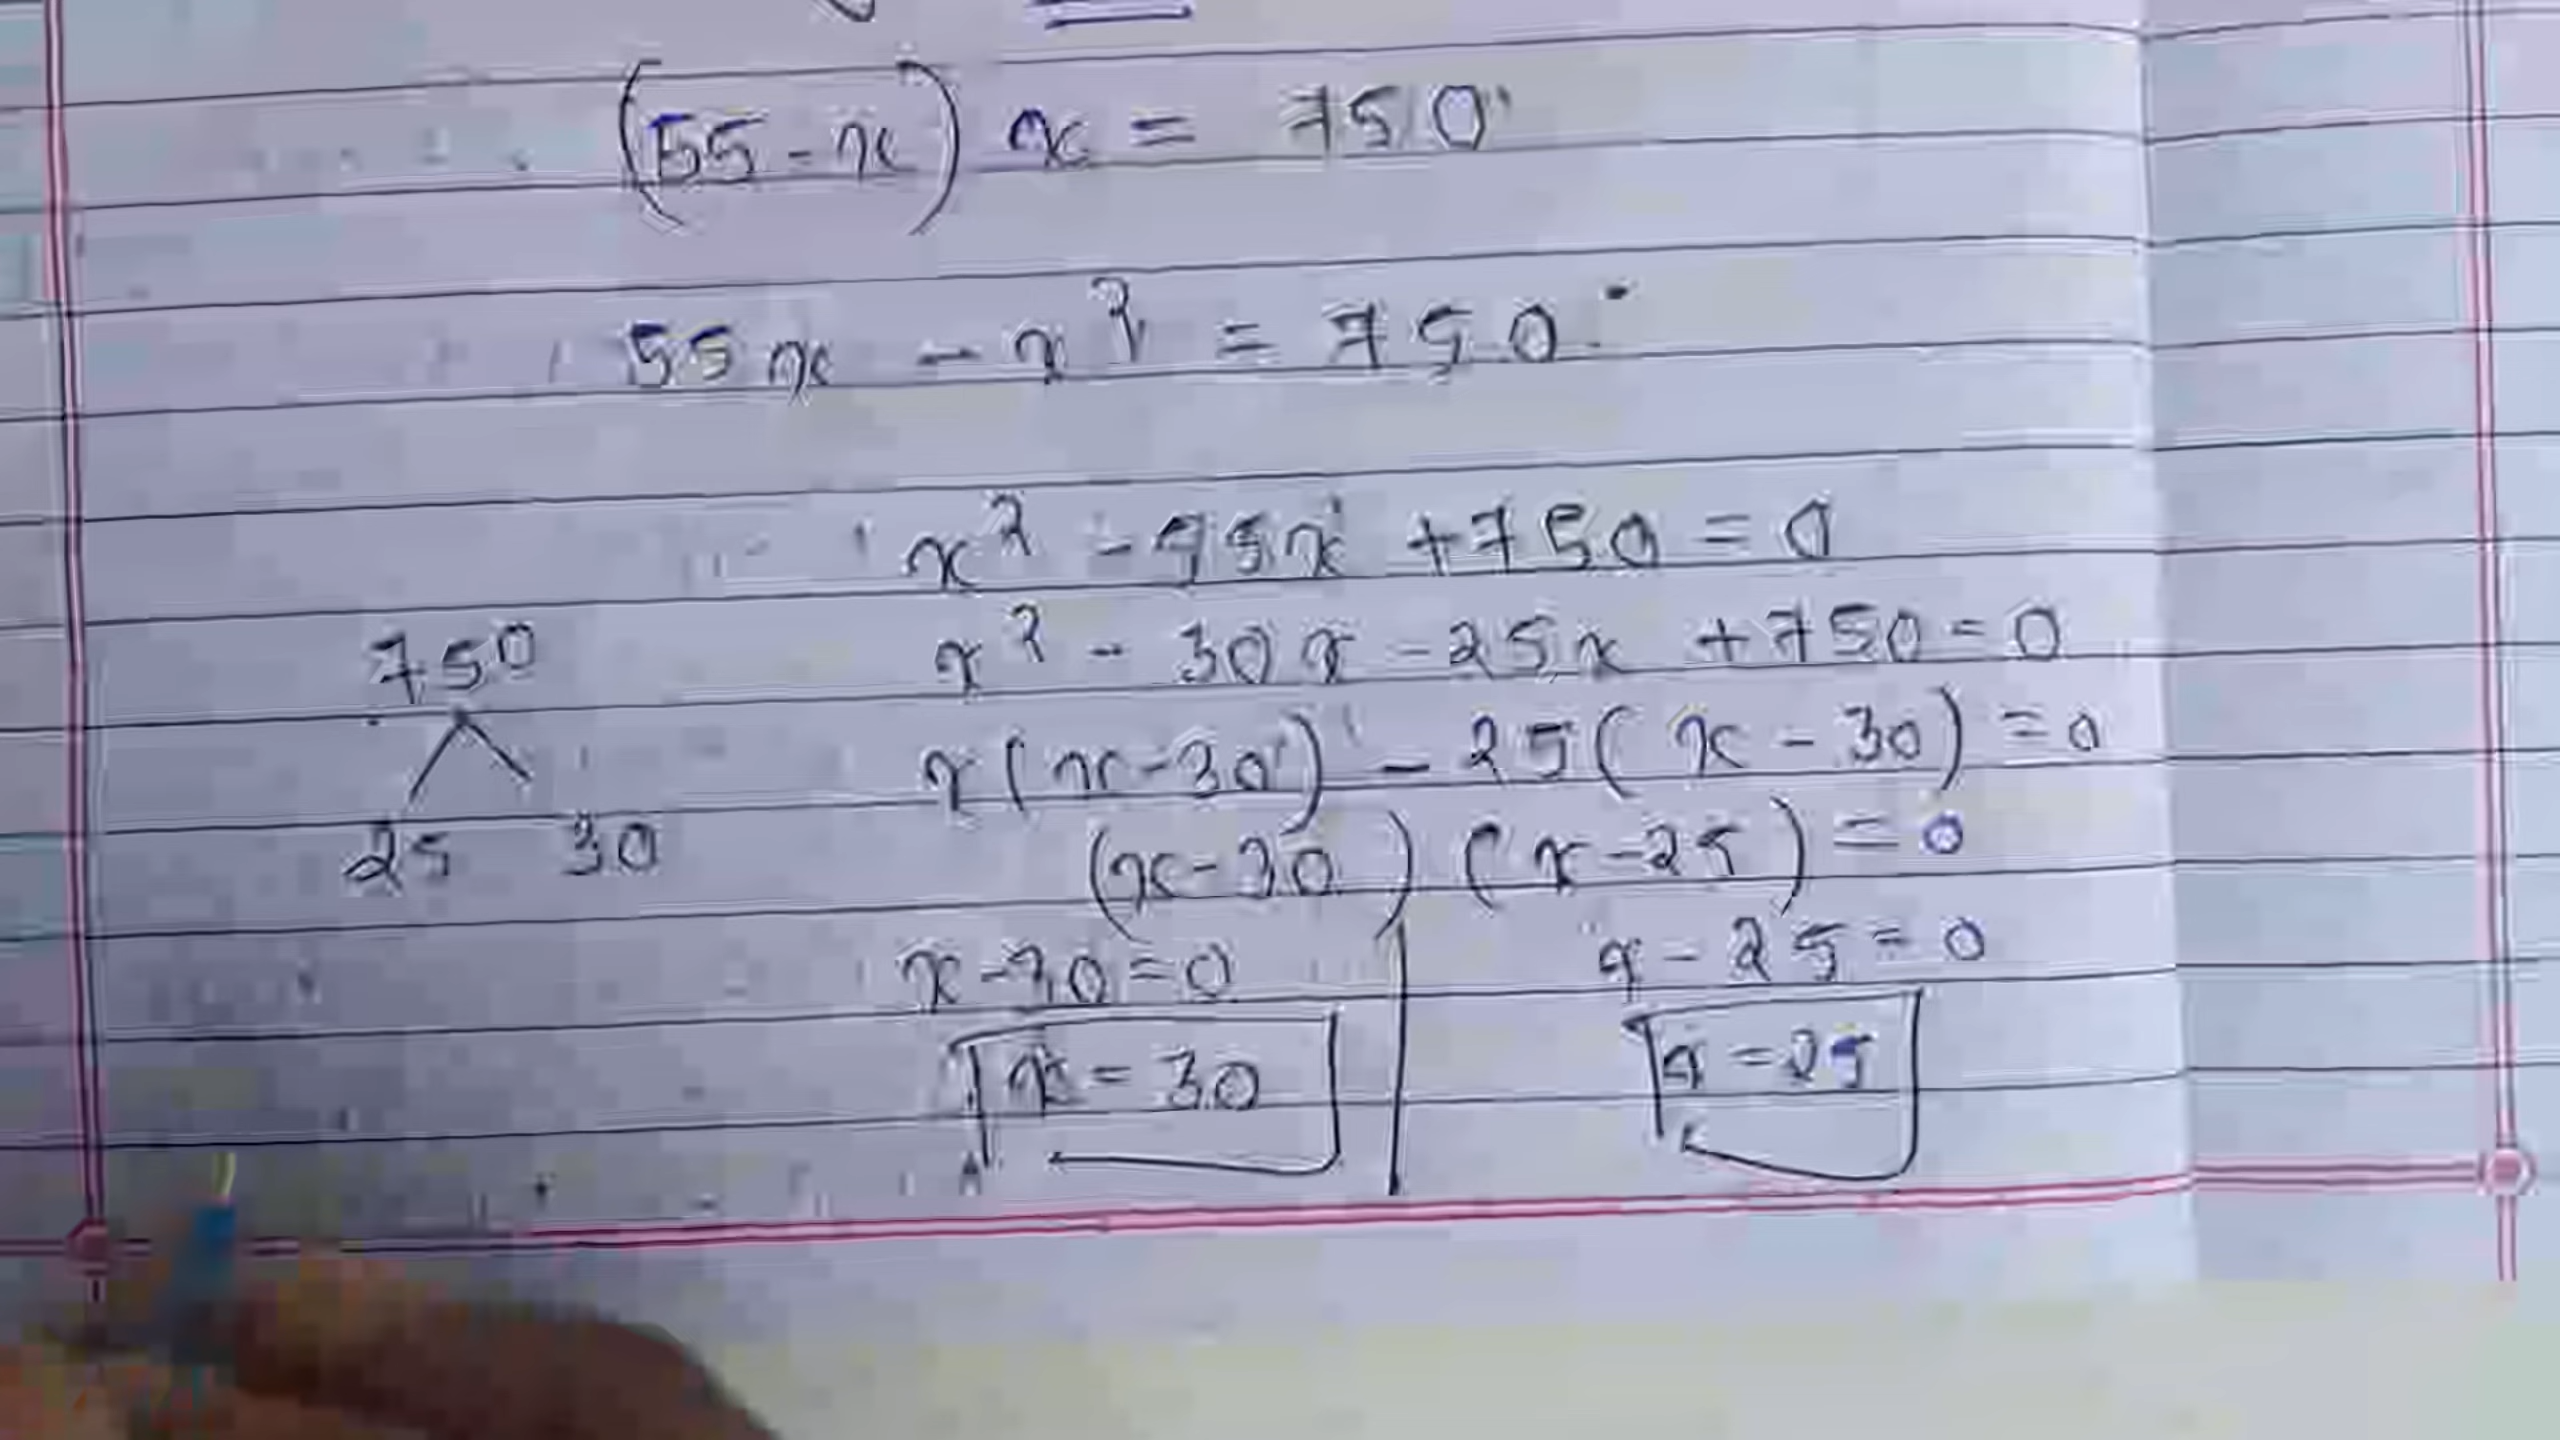 (55-x) x = 750
55x - x² = 750
x² - 55x + 750 = 0
750
x² - 30x - 25x + 750 = 0
x(x-30) - 25(x-30) = 0
25 30
(x-30) (x-25) = 0
x-30=0
x-25=0
x = 30
x = 25